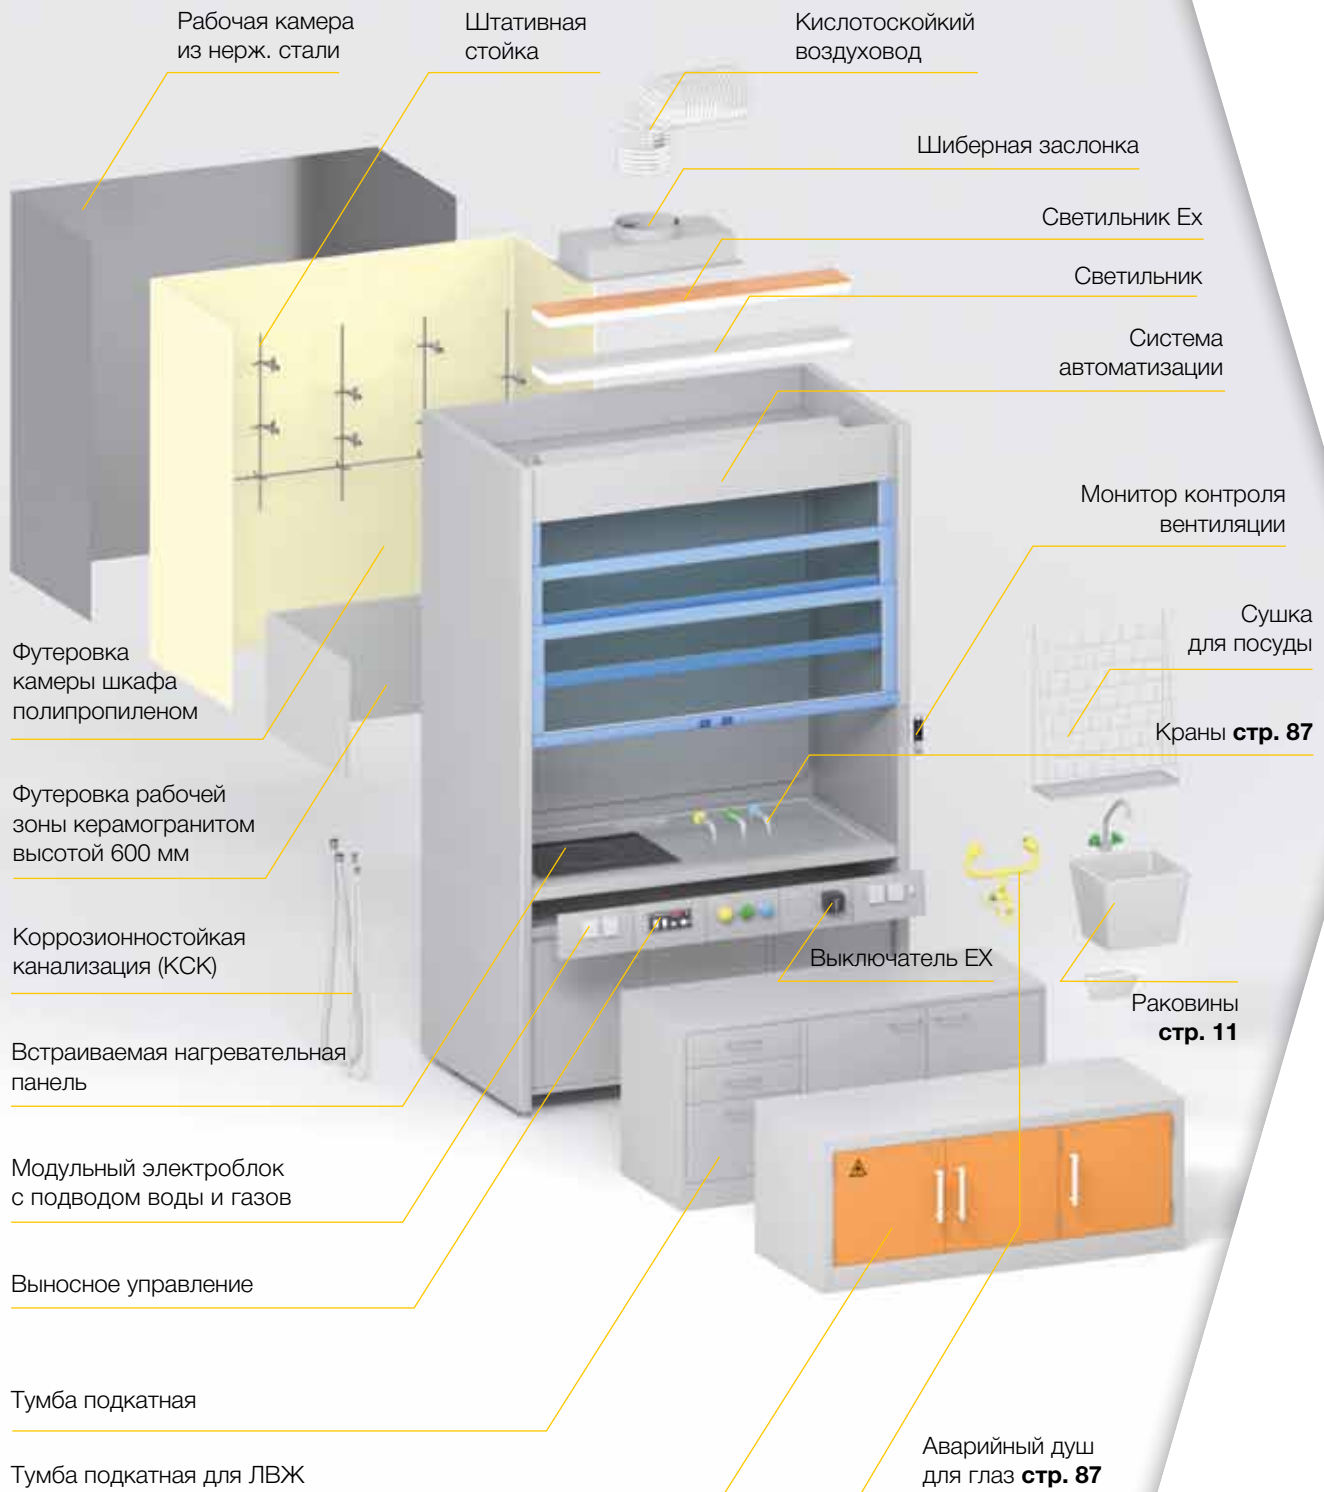 Рабочая камера
из нерж. стали
Штативная
стойка
Кислотоскойкий
воздуховод
Шиберная заслонка
Светильник Ex
Светильник
Система
автоматизации
Монитор контроля
вентиляции
Сушка
для посуды
Краны стр. 87
Футеровка
камеры шкафа
полипропиленом
Футеровка рабочей
зоны керамогранитом
высотой 600 мм
Коррозионностойкая
канализация (КСК)
Выключатель EX
Раковины
стр. 11
Встраиваемая нагревательная
панель
Модульный электроблок
с подводом воды и газов
Выносное управление
Тумба подкатная
Тумба подкатная для ЛВЖ
Аварийный душ
для глаз стр. 87